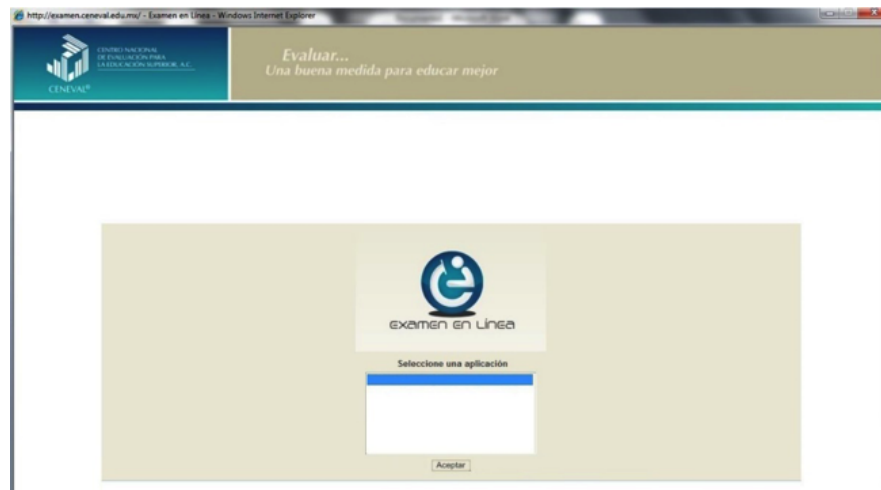 http://examen.ceneval.edu.mx/ - Examen en Linea - Windows Internet Explorer
CENTRO NACIONAL
DE EVALUACIÓN PARA
LA EDUCACIÓN SUPERIOR, A.C.
CENEVAL®
Evaluar...
Una buena medida para educar mejor
examen en Línea
Seleccione una aplicación
Aceptar